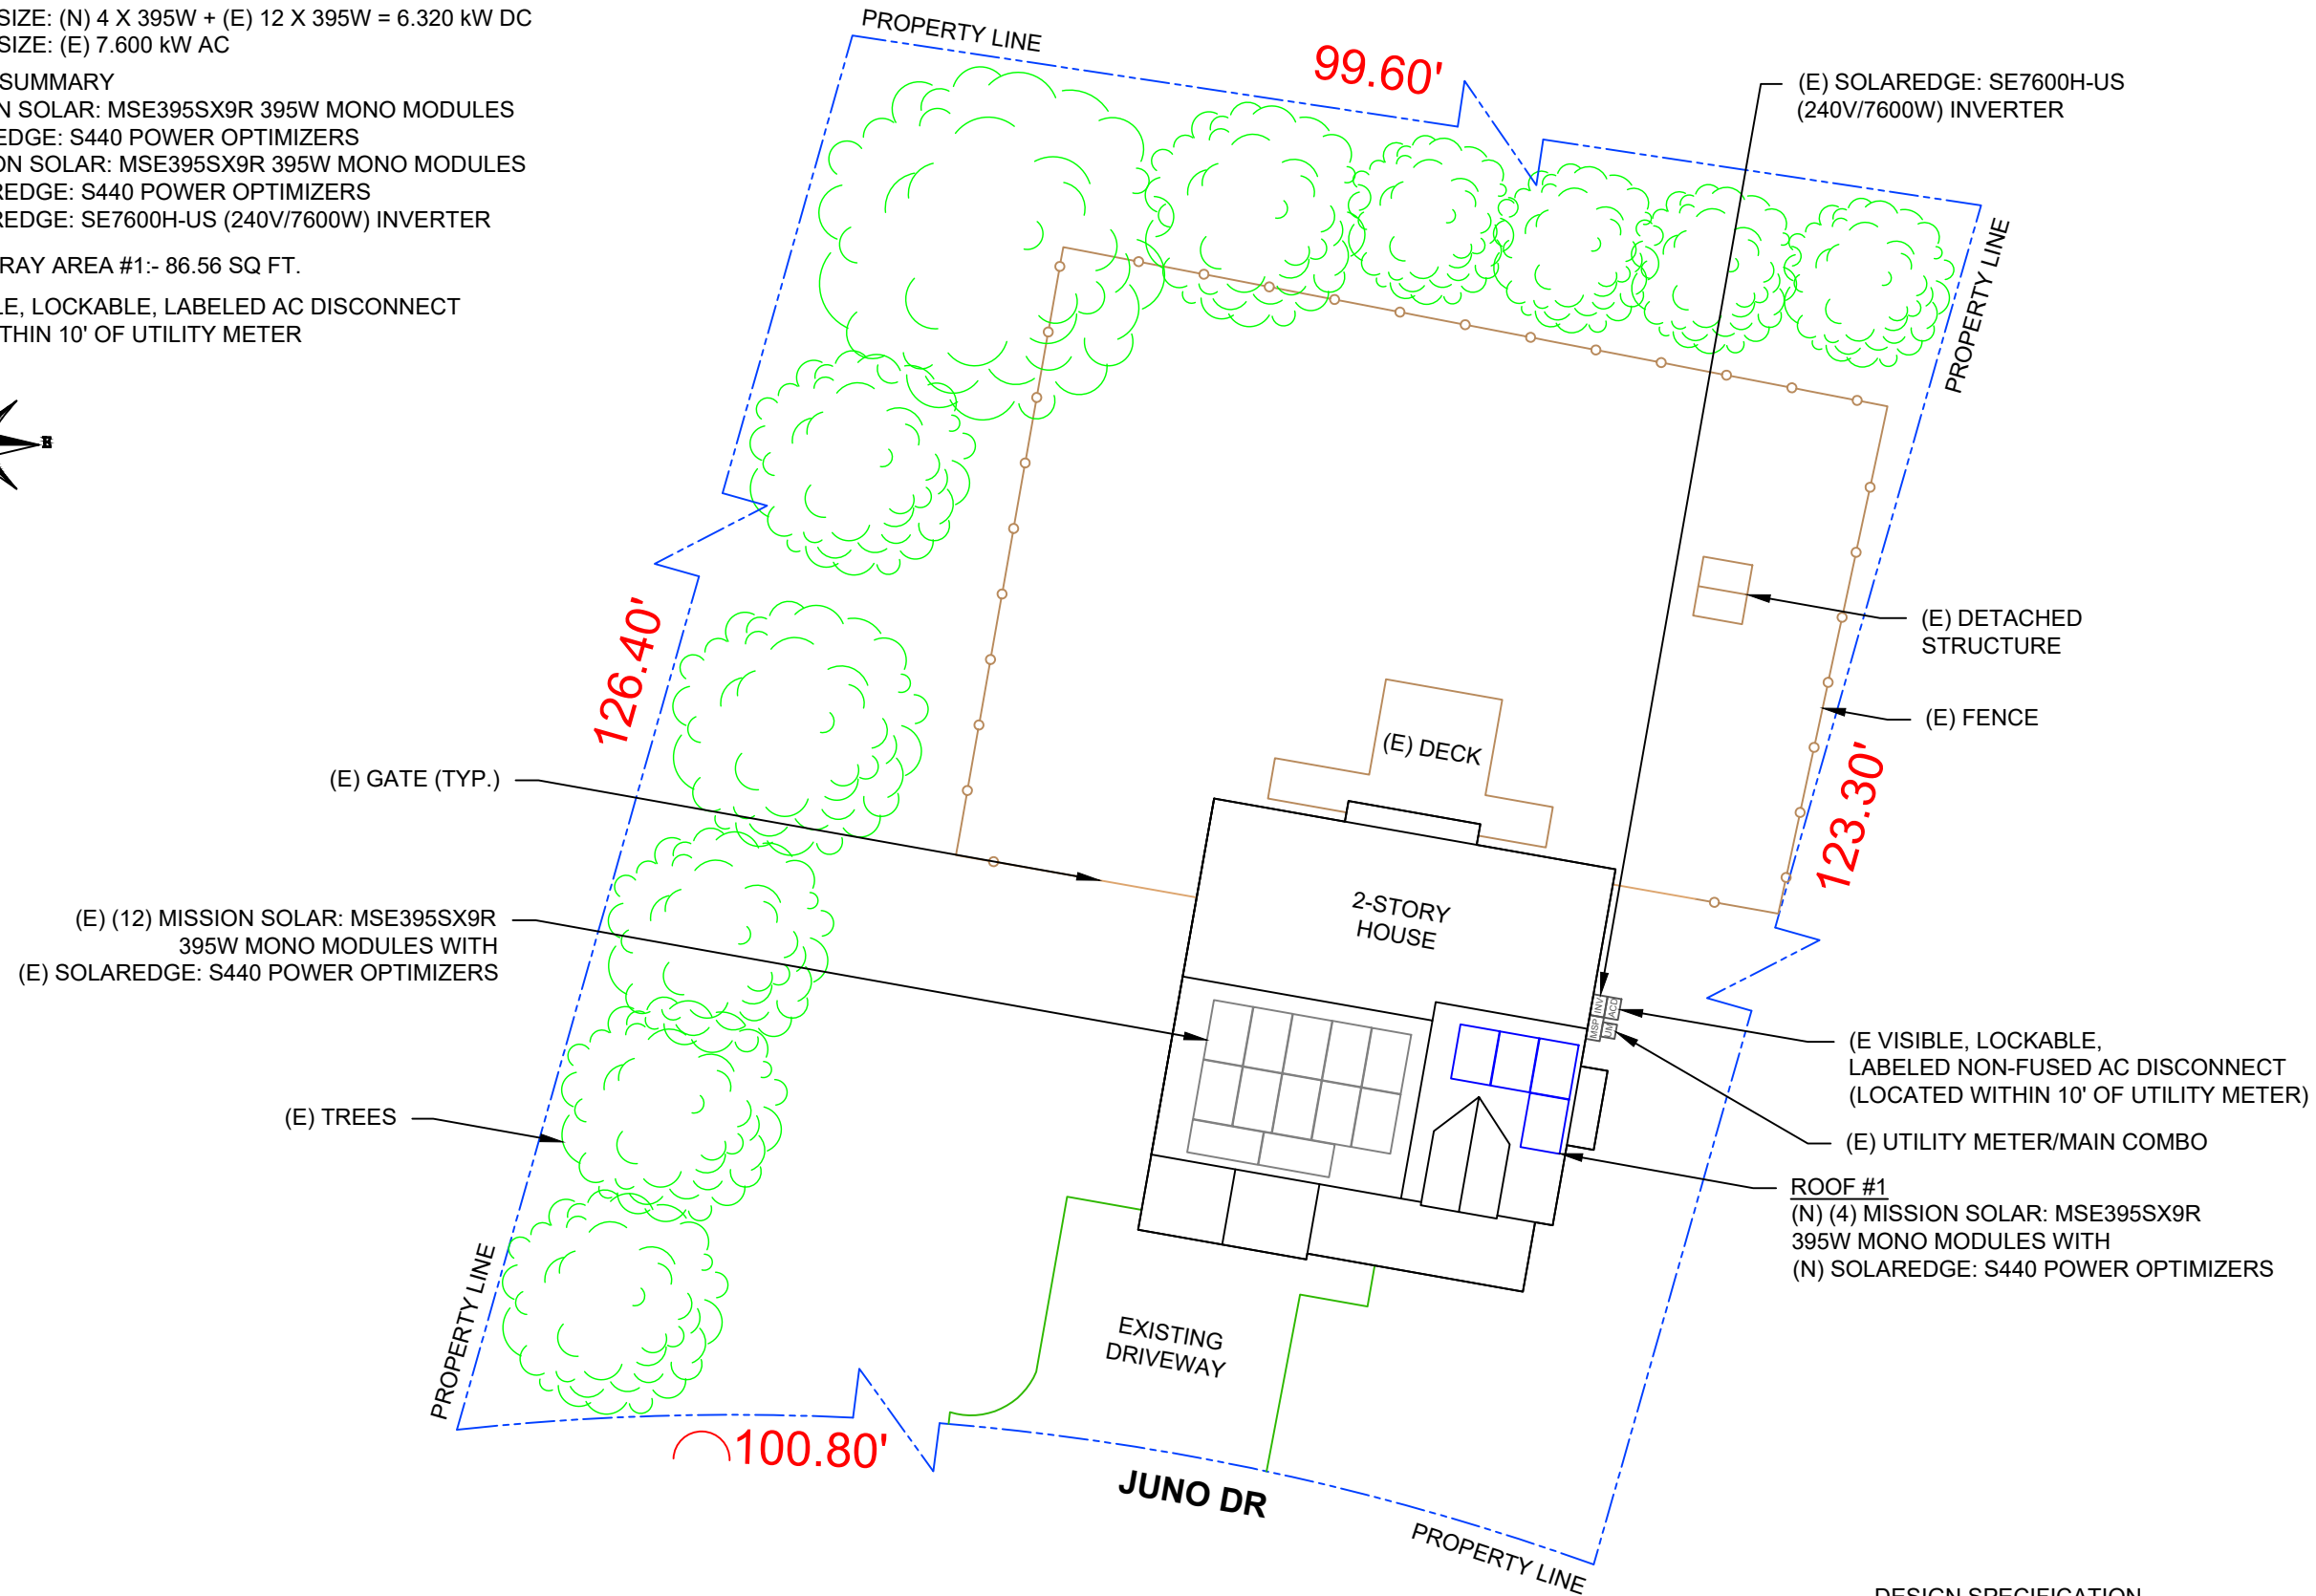 SIZE: (N) 4 X 395W + (E) 12 X 395W = 6.320 kW DC
SIZE: (E) 7.600 kW AC
SUMMARY
N SOLAR: MSE395SX9R 395W MONO MODULES
EDGE: S440 POWER OPTIMIZERS
ON SOLAR: MSE395SX9R 395W MONO MODULES
REDGE: S440 POWER OPTIMIZERS
REDGE: SE7600H-US (240V/7600W) INVERTER
RAY AREA #1:- 86.56 SQ FT.
LE, LOCKABLE, LABELED AC DISCONNECT
THIN 10' OF UTILITY METER
PROPERTY LINE
99.60'
(E) SOLAREDGE: SE7600H-US
(240V/7600W) INVERTER
PROPERTY LINE
(E) DETACHED
STRUCTURE
(E) FENCE
126.40'
123.30'
(E) DECK
(E) GATE (TYP.)
2-STORY
HOUSE
(E) (12) MISSION SOLAR: MSE395SX9R
395W MONO MODULES WITH
(E) SOLAREDGE: S440 POWER OPTIMIZERS
MSP
INV
UM
ACD
(E VISIBLE, LOCKABLE,
LABELED NON-FUSED AC DISCONNECT
(LOCATED WITHIN 10' OF UTILITY METER)
(E) UTILITY METER/MAIN COMBO
(E) TREES
ROOF #1
(N) (4) MISSION SOLAR: MSE395SX9R
395W MONO MODULES WITH
(N) SOLAREDGE: S440 POWER OPTIMIZERS
PROPERTY LINE
EXISTING
DRIVEWAY
100.80'
JUNO DR
PROPERTY LINE
DESIGN SPECIFICATION